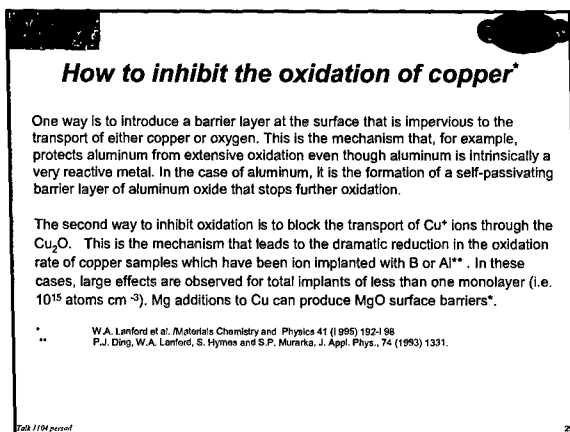 How to inhibit the oxidation of copper*
One way is to introduce a barrier layer at the surface that is impervious to the
transport of either copper or oxygen. This is the mechanism that, for example,
protects aluminum from extensive oxidation even though aluminum is intrinsically a
very reactive metal. In the case of aluminum, it is the formation of a self-passivating
barrier layer of aluminum oxide that stops further oxidation.
The second way to inhibit oxidation is to block the transport of Cu⁺ ions through the
Cu₂O. This is the mechanism that leads to the dramatic reduction in the oxidation
rate of copper samples which have been ion implanted with B or Al** . In these
cases, large effects are observed for total implants of less than one monolayer (i.e.
10¹⁵ atoms cm ⁻³). Mg additions to Cu can produce MgO surface barriers*.
* W.A. Lanford et al. /Materials Chemistry and Physics 41 (I 995) 192-I 98
** P.J. Ding, W.A. Lanford, S. Hymes and S.P. Murarka, J. Appl. Phys., 74 (1993) 1331.
Talk 1104 persad